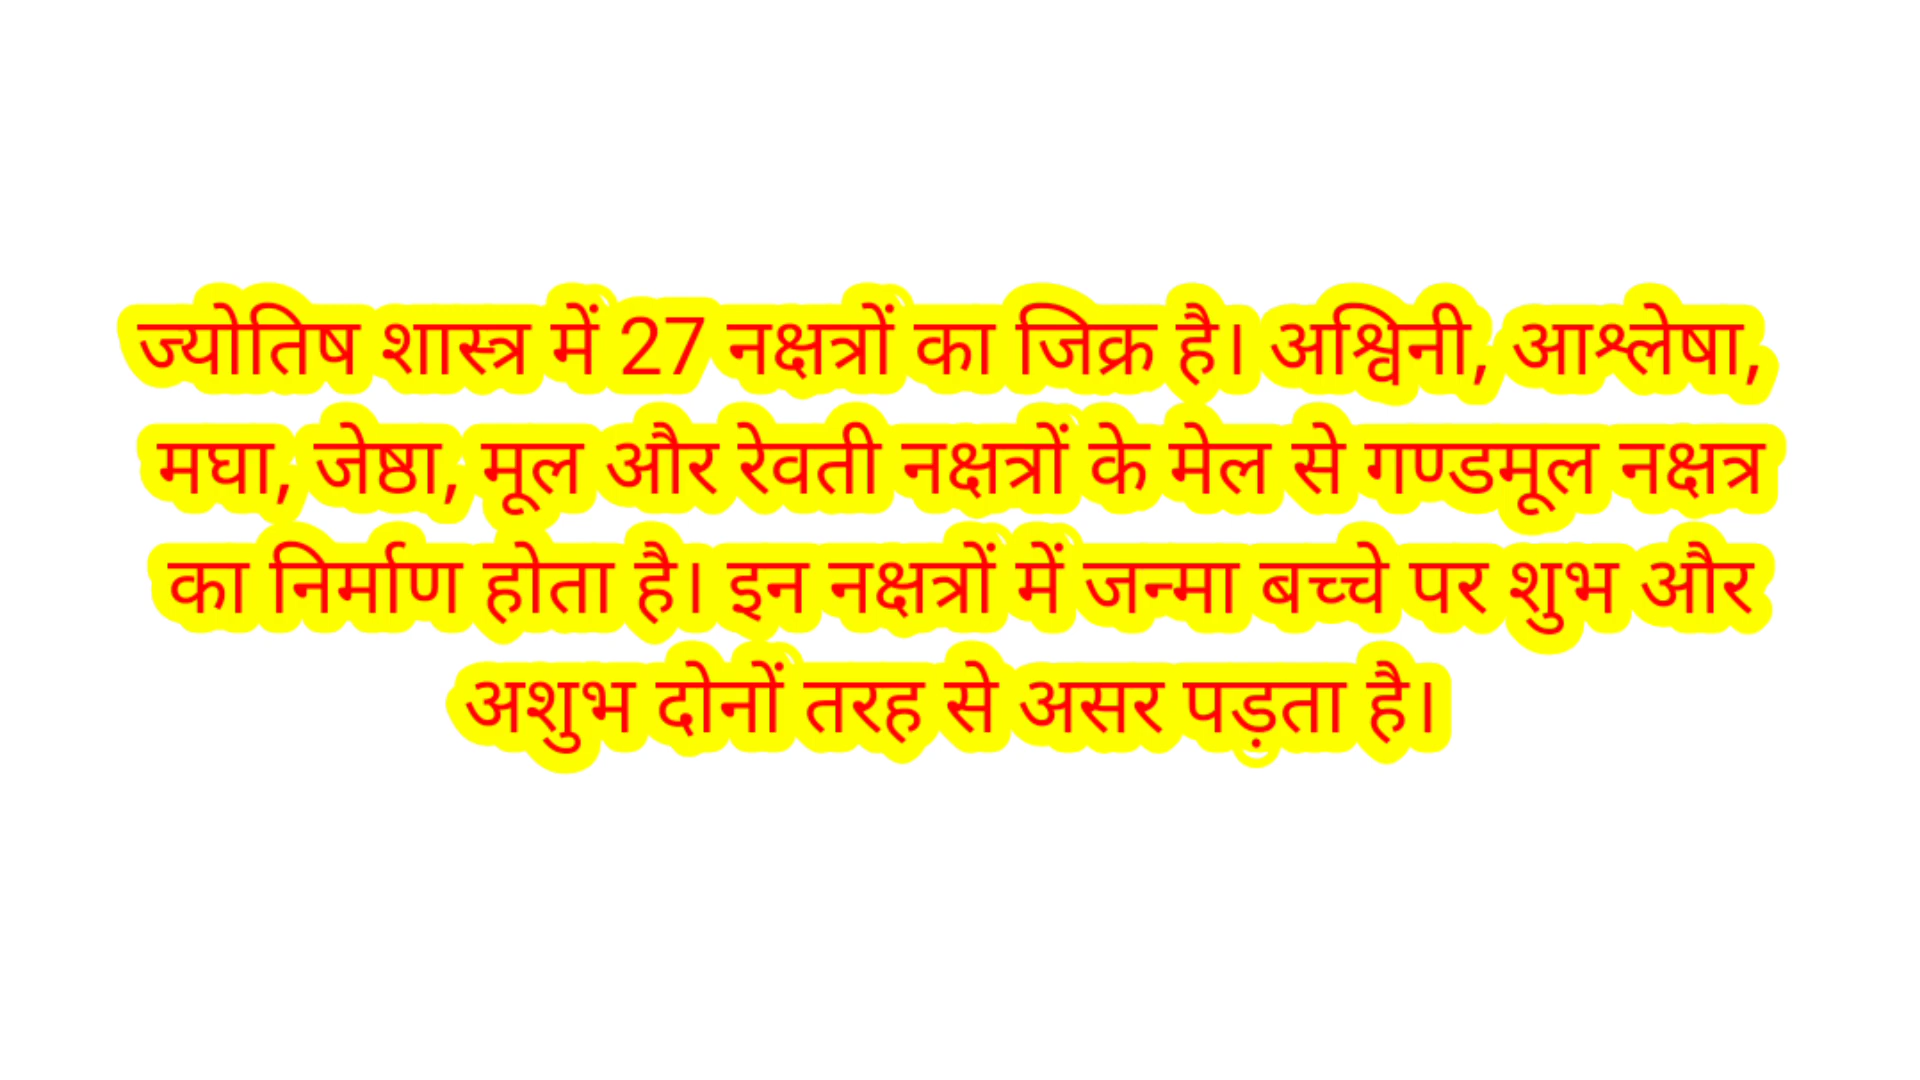 ज्योतिष शास्त्र में 27 नक्षत्रों का जिक्र है। अश्विनी, आश्लेषा,
मघा, जेष्ठा, मूल और रेवती नक्षत्रों के मेल से गण्डमूल नक्षत्र
का निर्माण होता है। इन नक्षत्रों में जन्मा बच्चे पर शुभ और
अशुभ दोनों तरह से असर पड़ता है।